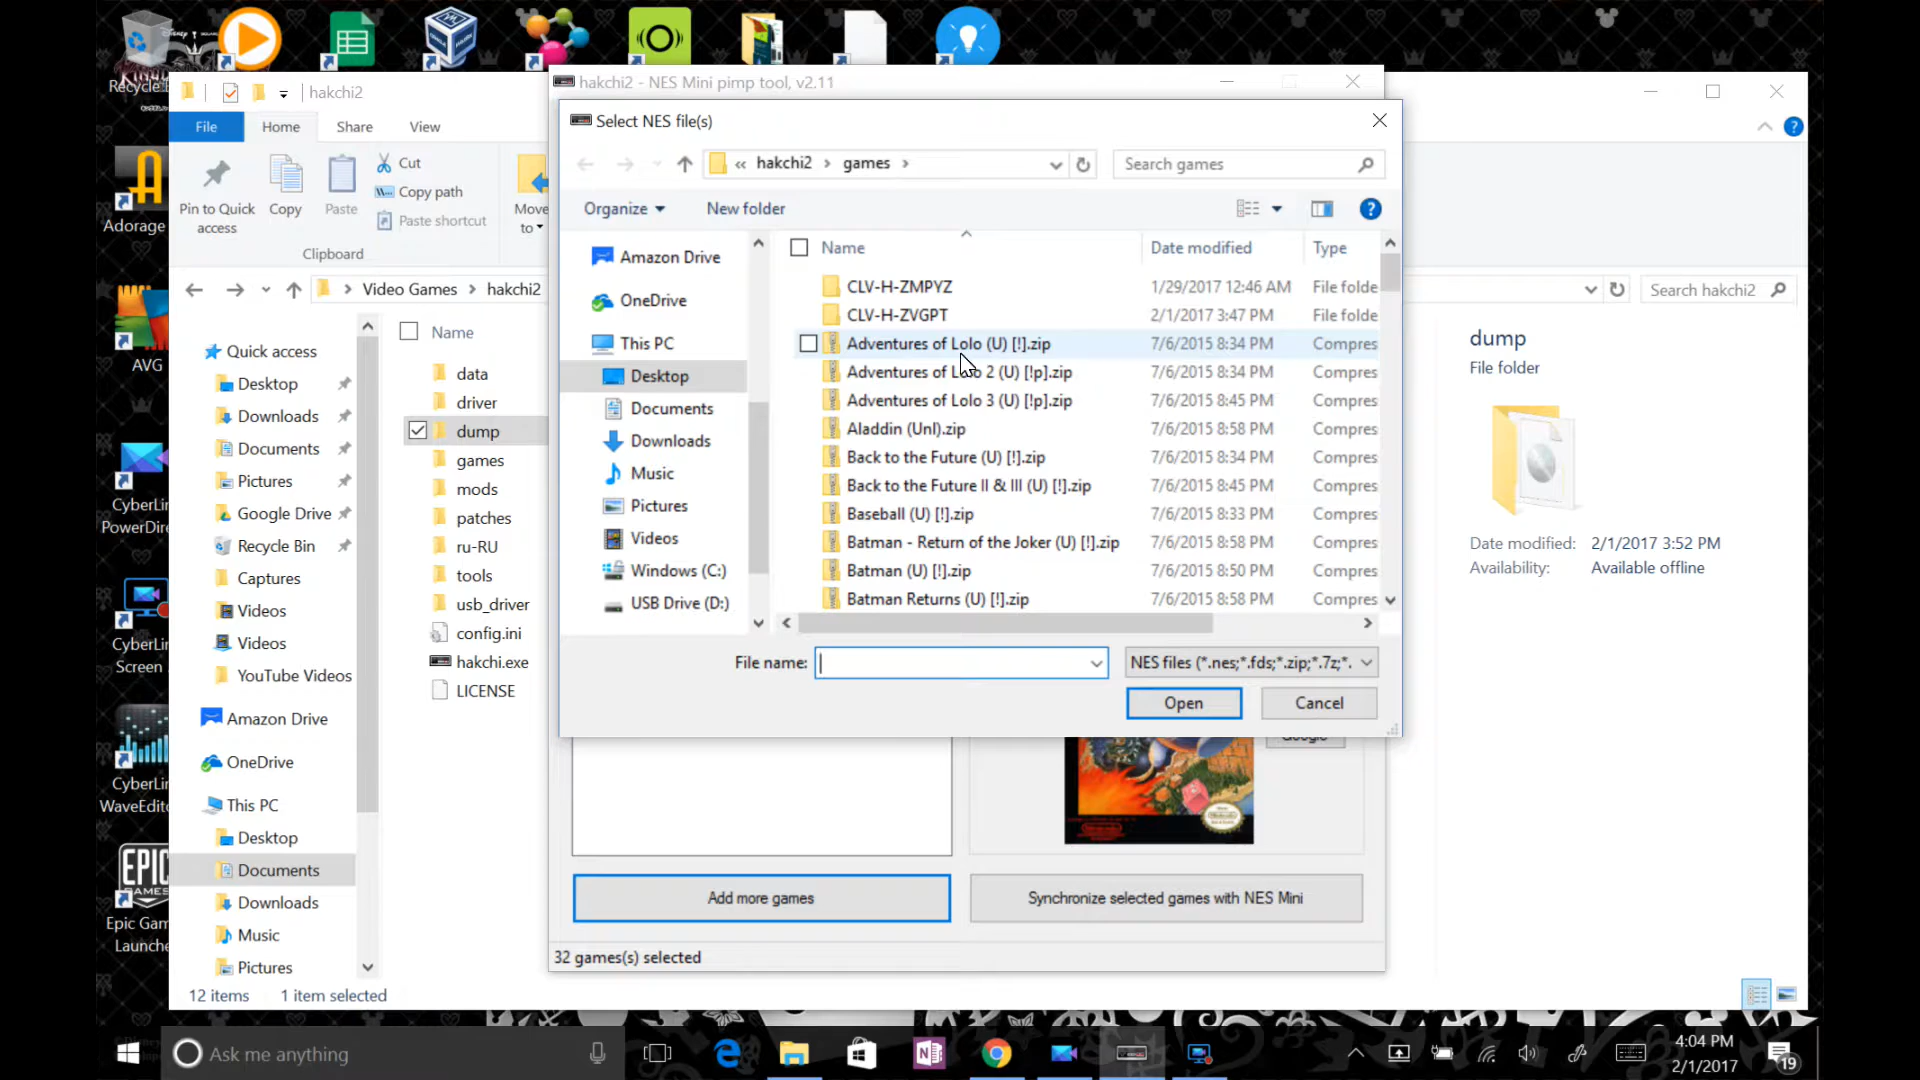 Recycle
Adorage
AVG
CyberLin
PowerDire
CyberLin
Screen
CyberLin
WaveEdito
EPIC
GAMES
Epic Gam
Launche
hakchi2
File
Home
Share
View
Pin to Quick access
Copy
Paste
Cut
Copy path
Paste shortcut
Move to
Clipboard
Video Games
hakchi2
Search hakchi2
Quick access
Desktop
Downloads
Documents
Pictures
Google Drive
Recycle Bin
Captures
Videos
Videos
YouTube Videos
Amazon Drive
OneDrive
This PC
Desktop
Documents
Downloads
Music
Pictures
Name
data
driver
dump
games
mods
patches
ru-RU
tools
usb_driver
config.ini
hakchi.exe
LICENSE
12 items 1 item selected
hakchi2 - NES Mini pimp tool, v2.11
Select NES file(s)
« hakchi2 > games >
Search games
Organize
New folder
Amazon Drive
OneDrive
This PC
Desktop
Documents
Downloads
Music
Pictures
Videos
Windows (C:)
USB Drive (D:)
Name Date modified Type
CLV-H-ZMPYZ 1/29/2017 12:46 AM File folde
CLV-H-ZVGPT 2/1/2017 3:47 PM File folde
Adventures of Lolo (U) [!].zip 7/6/2015 8:34 PM Compres
Adventures of Lolo 2 (U) [!p].zip 7/6/2015 8:34 PM Compres
Adventures of Lolo 3 (U) [!p].zip 7/6/2015 8:45 PM Compres
Aladdin (Unl).zip 7/6/2015 8:58 PM Compres
Back to the Future (U) [!].zip 7/6/2015 8:34 PM Compres
Back to the Future II & III (U) [!].zip 7/6/2015 8:45 PM Compres
Baseball (U) [!].zip 7/6/2015 8:33 PM Compres
Batman - Return of the Joker (U) [!].zip 7/6/2015 8:58 PM Compres
Batman (U) [!].zip 7/6/2015 8:50 PM Compres
Batman Returns (U) [!].zip 7/6/2015 8:58 PM Compres
File name:
NES files (*.nes;*.fds;*.zip;*.7z;*.
Open
Cancel
Google
Add more games
Synchronize selected games with NES Mini
32 games(s) selected
dump
File folder
Date modified: 2/1/2017 3:52 PM
Availability: Available offline
Ask me anything
4:04 PM
2/1/2017
19